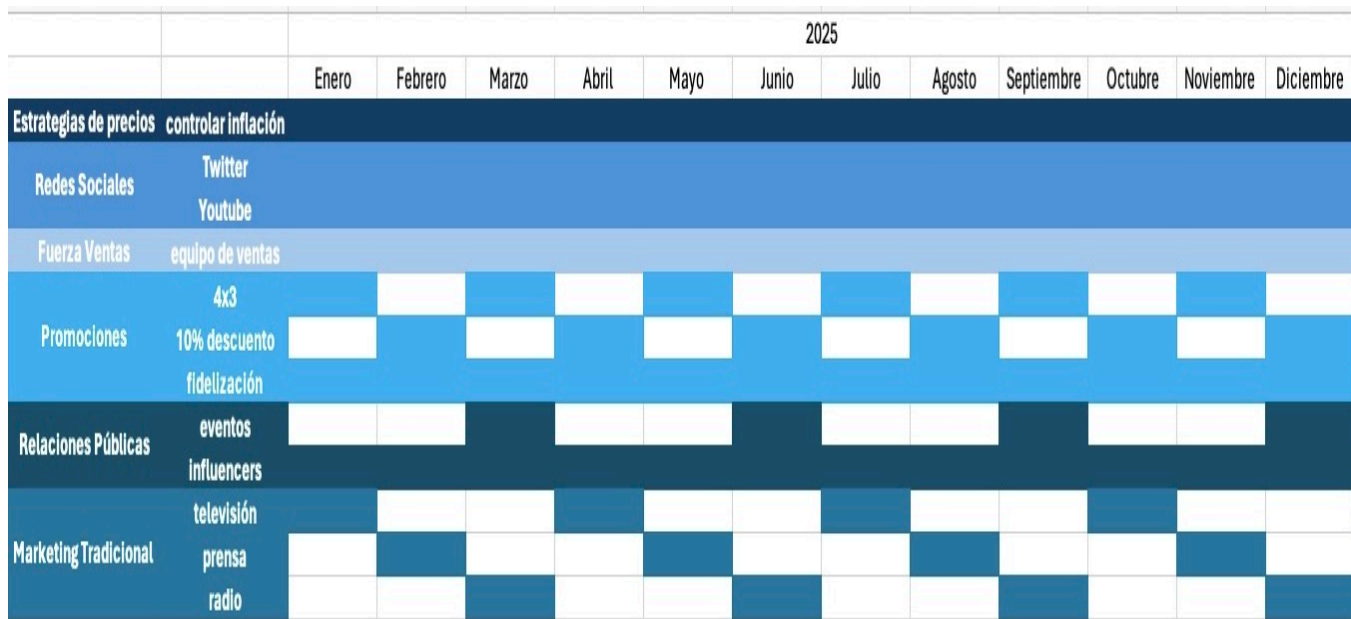 2025
Enero Febrero Marzo Abril Mayo Junio Julio Agosto Septiembre Octubre Noviembre Diciembre
Estrategias de precios controlar inflación
Redes Sociales
Twitter
Youtube
Fuerza Ventas equipo de ventas
Promociones
4x3
10% descuento
fidelización
Relaciones Públicas
eventos
influencers
Marketing Tradicional
televisión
prensa
radio